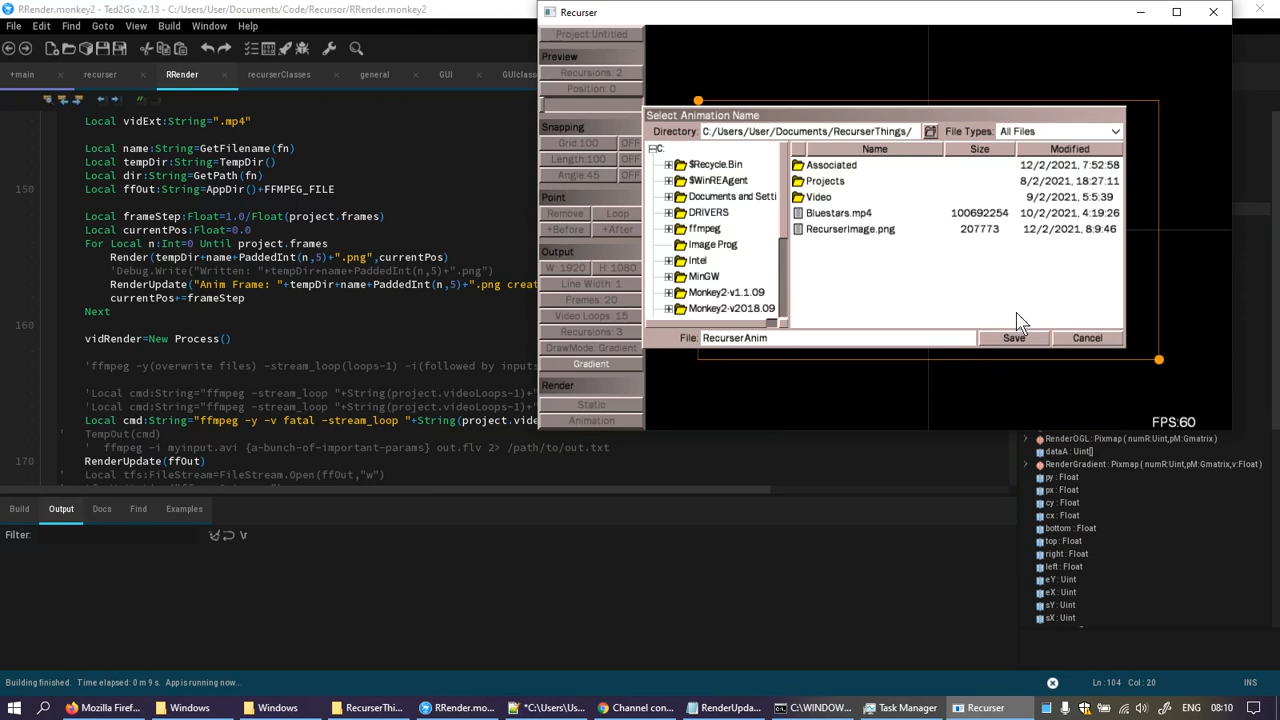 RRender.monkey2 - C:/Users/User/Documents/Code/Recursor/RRender.monkey2 - Ted2Go v2.13
File Edit Find Goto View Build Window Help
+main recurser RRender recurserClasses general GUI GUIclass
Local vidExt:String=".mp4"
Local name:String=GetFilename(fn)
Local tempDir:String=TempDir()
Local dir:String=GetPath(fn)
150 Local ffOut:String=AppDir()+FFMPEG_FILE
Local frameStep:Float=1.0/Float(project.frames)
Local currentPos:Float=0.0
For Local n:Int=0 Until project.frames
Render(tempDir+name+PaddedInt(n,5)+".png",currentPos)
'Debug.Write("Written: "+tempDir+name+PaddedInt(n,5)+".png")
RenderUpdate("Anim Frame: "+tempDir+name+PaddedInt(n,5)+".png creat
currentPos+=frameStep
Next
160
vidRender=New Process()
'ffmpeg -y(overwrite files) -stream_loop(loops-1) -i(followed by inputs
'Local cmd:String="ffmpeg -stream_loop "+String(project.videoLoops-1)+"
'Local cmd:String="ffmpeg -stream_loop "+String(project.videoLoops-1)+"
Local cmd:String="ffmpeg -y -v fatal -stream_loop "+String(project.vide
' TempOut(cmd)
' ffmpeg -i myinput.avi {a-bunch-of-important-params} out.flv 2> /path/to/out.txt
170 RenderUpdate(ffOut)
' Local tfs:FileStream=FileStream.Open(ffOut,"w")
Build Output Docs Find Examples
Filter: \r
Recurser
Project:Untitled
Preview
Recursions: 2
Position: 0
Snapping
Grid:100 OFF
Length:100 OFF
Angle:45 OFF
Point
Remove Loop
+Before +After
Output
W: 1920 H: 1080
Line Width: 1
Frames: 20
Video Loops: 15
Recursions: 3
DrawMode: Gradient
Gradient
Render
Static
Animation
Select Animation Name
Directory: C:/Users/User/Documents/RecurserThings/ File Types: All Files
C:
$Recycle.Bin
$WinREAgent
Documents and Setti
DRIVERS
ffmpeg
Image Prog
Intel
MinGW
Monkey2-v1.1.09
Monkey2-v2018.09
Name Size Modified
Associated 12/2/2021, 7:52:58
Projects 8/2/2021, 18:27:11
Video 9/2/2021, 5:5:39
Bluestars.mp4 100692254 10/2/2021, 4:19:26
RecurserImage.png 207773 12/2/2021, 8:9:46
File: RecurserAnim Save Cancel
FPS:60
RenderOGL : Pixmap ( numR:Uint,pM:Gmatrix )
dataA : Uint[]
RenderGradient : Pixmap ( numR:Uint,pM:Gmatrix,v:Float )
py : Float
px : Float
cy : Float
cx : Float
bottom : Float
top : Float
right : Float
left : Float
eY : Uint
eX : Uint
sY : Uint
sX : Uint
Building finished. Time elapsed: 0 m 9 s. App is running now... Ln : 104 Col : 20 INS
Mozilla Firef... Windows Windows RecurserThi... RRender.mo... *C:\Users\Us... Channel con... RenderUpda... C:\WINDOW... Task Manager Recurser ENG 08:10